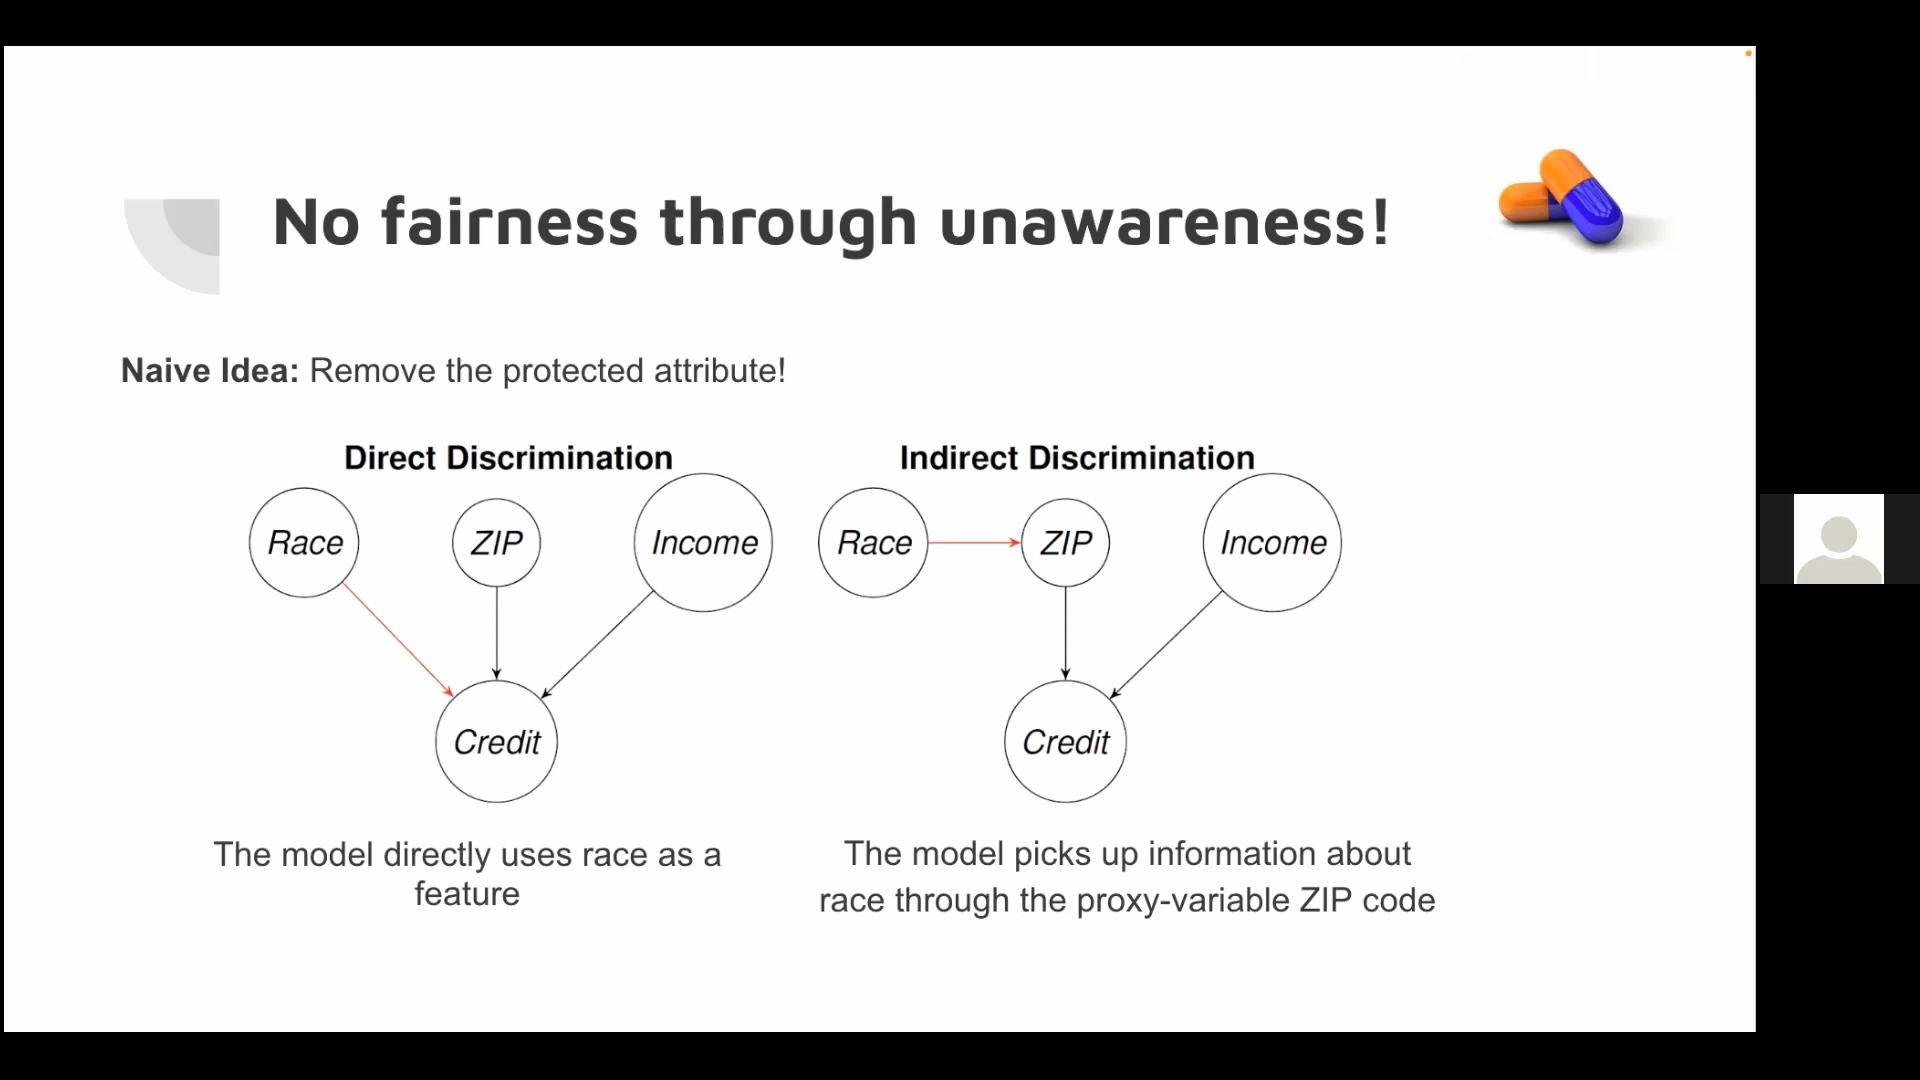 No fairness through unawareness!
Naive Idea: Remove the protected attribute!
Direct Discrimination
Race
ZIP
Income
Credit
The model directly uses race as a
feature
Indirect Discrimination
Race
ZIP
Income
Credit
The model picks up information about
race through the proxy-variable ZIP code